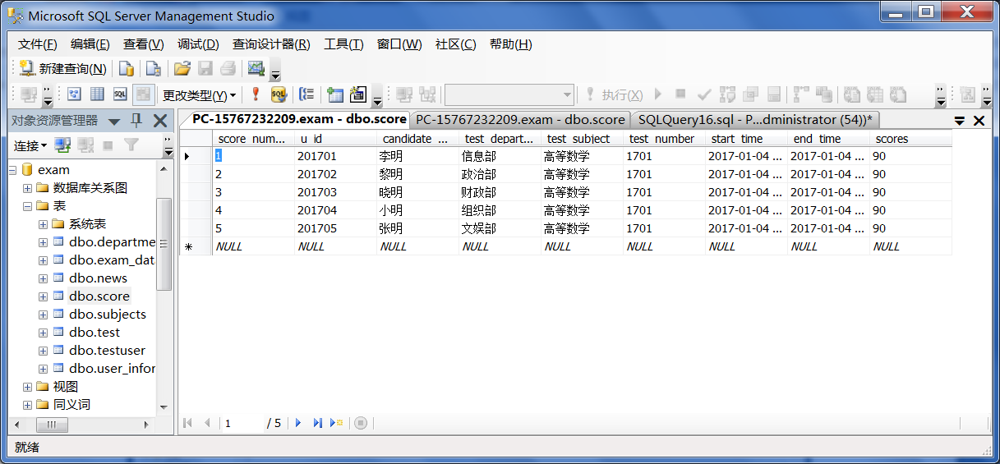 Microsoft SQL Server Management Studio
文件(F) 编辑(E) 查看(V) 调试(D) 查询设计器(R) 工具(T) 窗口(W) 社区(C) 帮助(H)
新建查询(N)
SQL 更改类型(Y) SQL 执行(X)
对象资源管理器
连接
exam
数据库关系图
表
系统表
dbo.departme
dbo.exam_dat
dbo.news
dbo.score
dbo.subjects
dbo.test
dbo.testuser
dbo.user_infor
视图
同义词
PC-15767232209.exam - dbo.score PC-15767232209.exam - dbo.score SQLQuery16.sql - P...dministrator (54))*
score_num... u_id candidate_... test_depart... test_subject test_number start_time end_time scores
1 201701 李明 信息部 高等数学 1701 2017-01-04 ... 2017-01-04 ... 90
2 201702 黎明 政治部 高等数学 1701 2017-01-04 ... 2017-01-04 ... 90
3 201703 晓明 财政部 高等数学 1701 2017-01-04 ... 2017-01-04 ... 90
4 201704 小明 组织部 高等数学 1701 2017-01-04 ... 2017-01-04 ... 90
5 201705 张明 文娱部 高等数学 1701 2017-01-04 ... 2017-01-04 ... 90
NULL NULL NULL NULL NULL NULL NULL NULL NULL
1 / 5
就绪